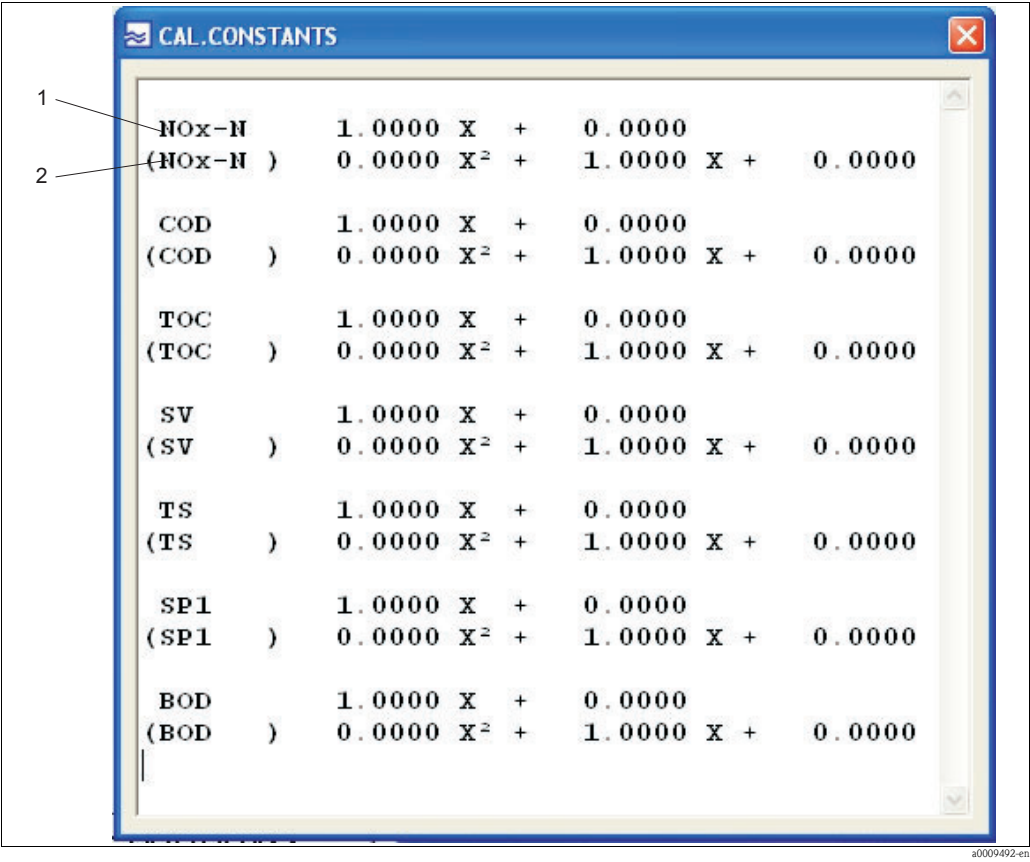 CAL.CONSTANTS
1
NOx-N 1.0000 X + 0.0000
2
(NOx-N ) 0.0000 X² + 1.0000 X + 0.0000
COD 1.0000 X + 0.0000
(COD ) 0.0000 X² + 1.0000 X + 0.0000
TOC 1.0000 X + 0.0000
(TOC ) 0.0000 X² + 1.0000 X + 0.0000
SV 1.0000 X + 0.0000
(SV ) 0.0000 X² + 1.0000 X + 0.0000
TS 1.0000 X + 0.0000
(TS ) 0.0000 X² + 1.0000 X + 0.0000
SP1 1.0000 X + 0.0000
(SP1 ) 0.0000 X² + 1.0000 X + 0.0000
BOD 1.0000 X + 0.0000
(BOD ) 0.0000 X² + 1.0000 X + 0.0000
a0009492-en